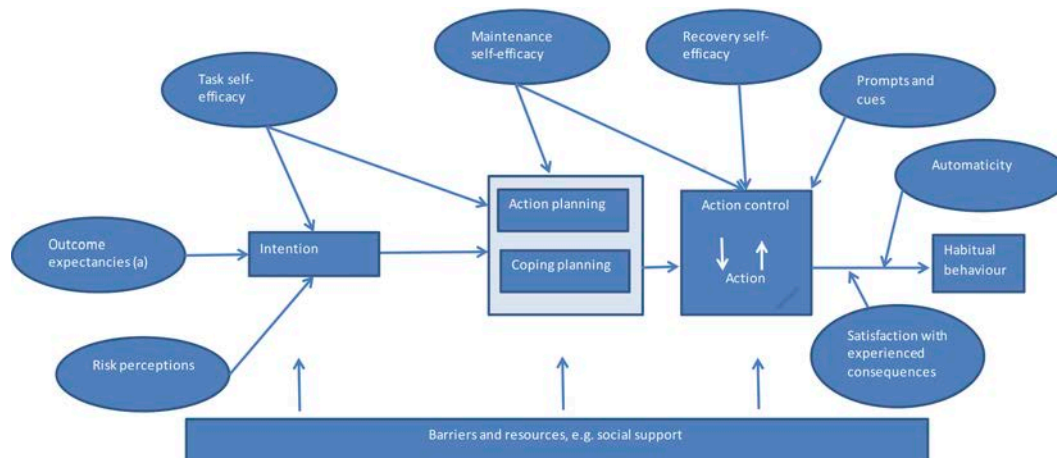 Maintenance
self-efficacy
Recovery self-
efficacy
Task self-
efficacy
Prompts and
cues
Automaticity
Action planning
Action control
Outcome
expectancies (a)
Intention
Coping planning
Action
Habitual
behaviour
Risk perceptions
Satisfaction with
experienced
consequences
Barriers and resources, e.g. social support